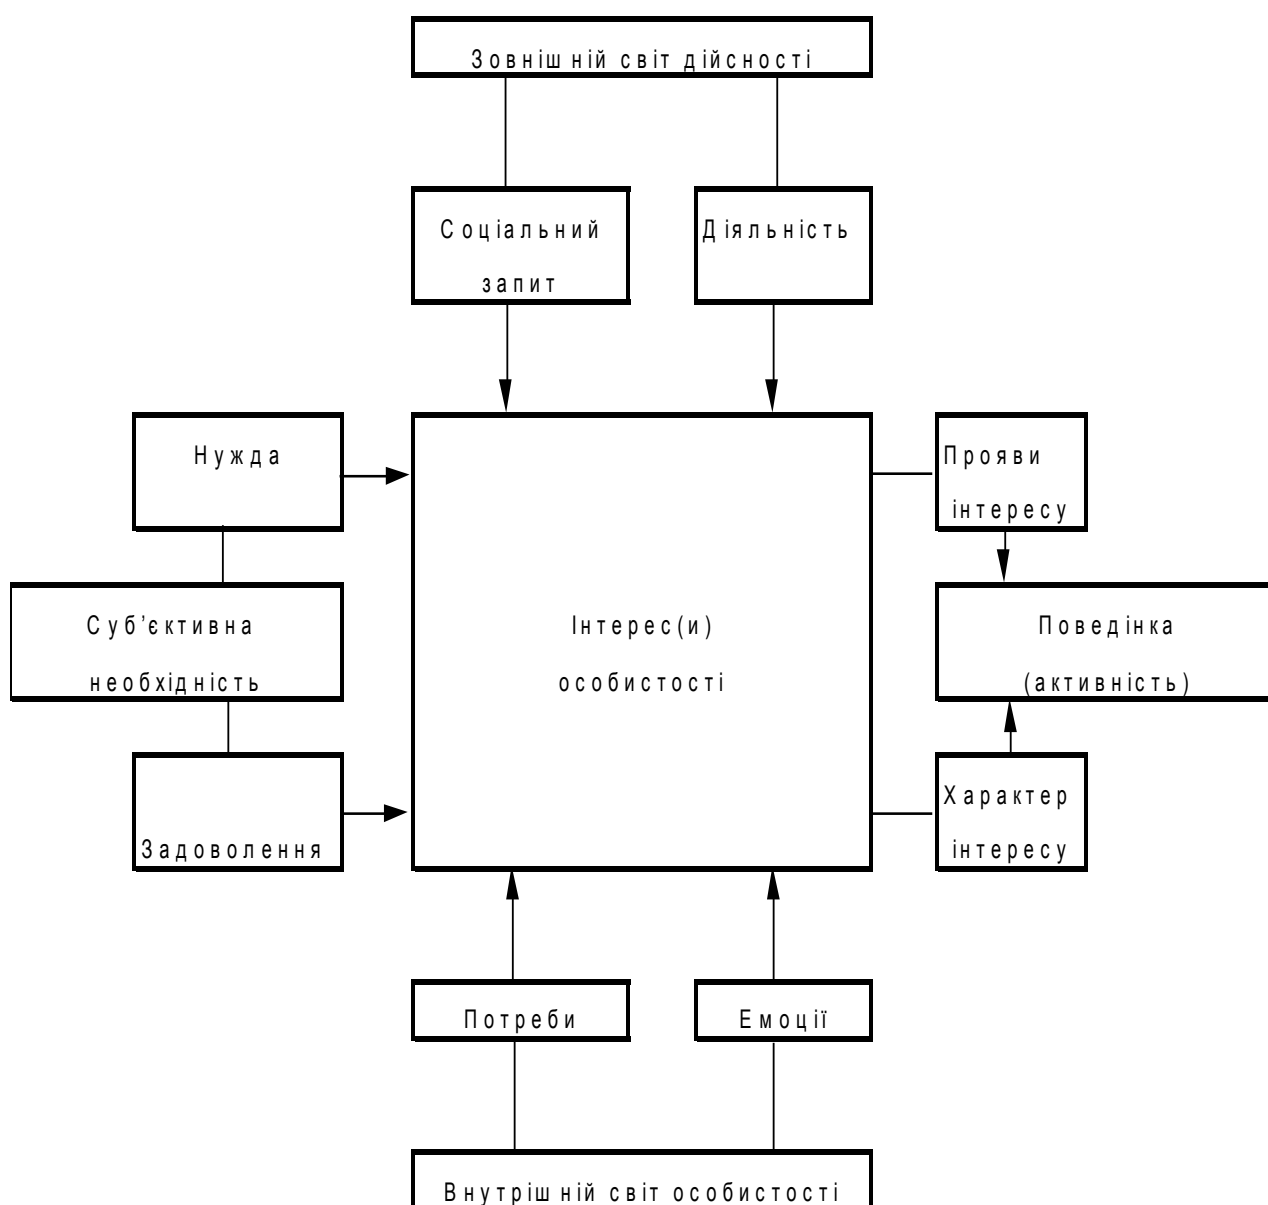 Зовнішній світ дійсності
Соціальний
запит
Діяльність
Нужда
Прояви
інтересу
Суб’єктивна
необхідність
Інтерес(и)
особистості
Поведінка
(активність)
Задоволення
Характер
інтересу
Потреби
Емоції
Внутрішній світ особистості